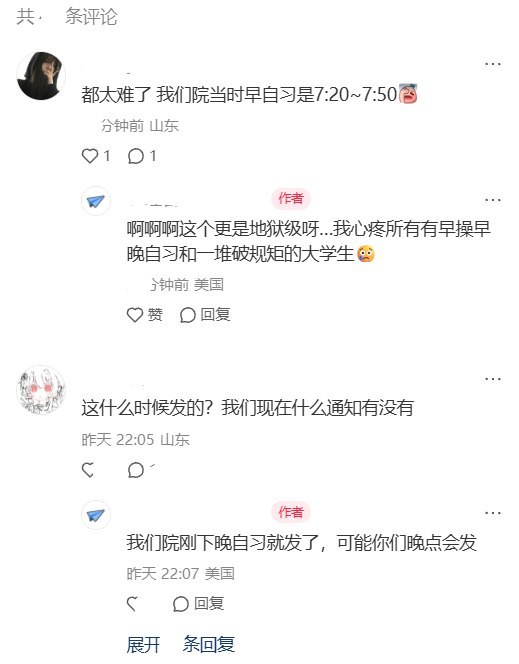 共 条评论
都太难了 我们院当时早自习是7:20~7:50
分钟前 山东
1 1
作者
啊啊啊这个更是地狱级呀...我心疼所有有早操早
晚自习和一堆破规矩的大学生
分钟前 美国
赞 回复
这什么时候发的？我们现在什么通知有没有
昨天 22:05 山东
作者
我们院刚下晚自习就发了，可能你们晚点会发
昨天 22:07 美国
回复
展开 条回复